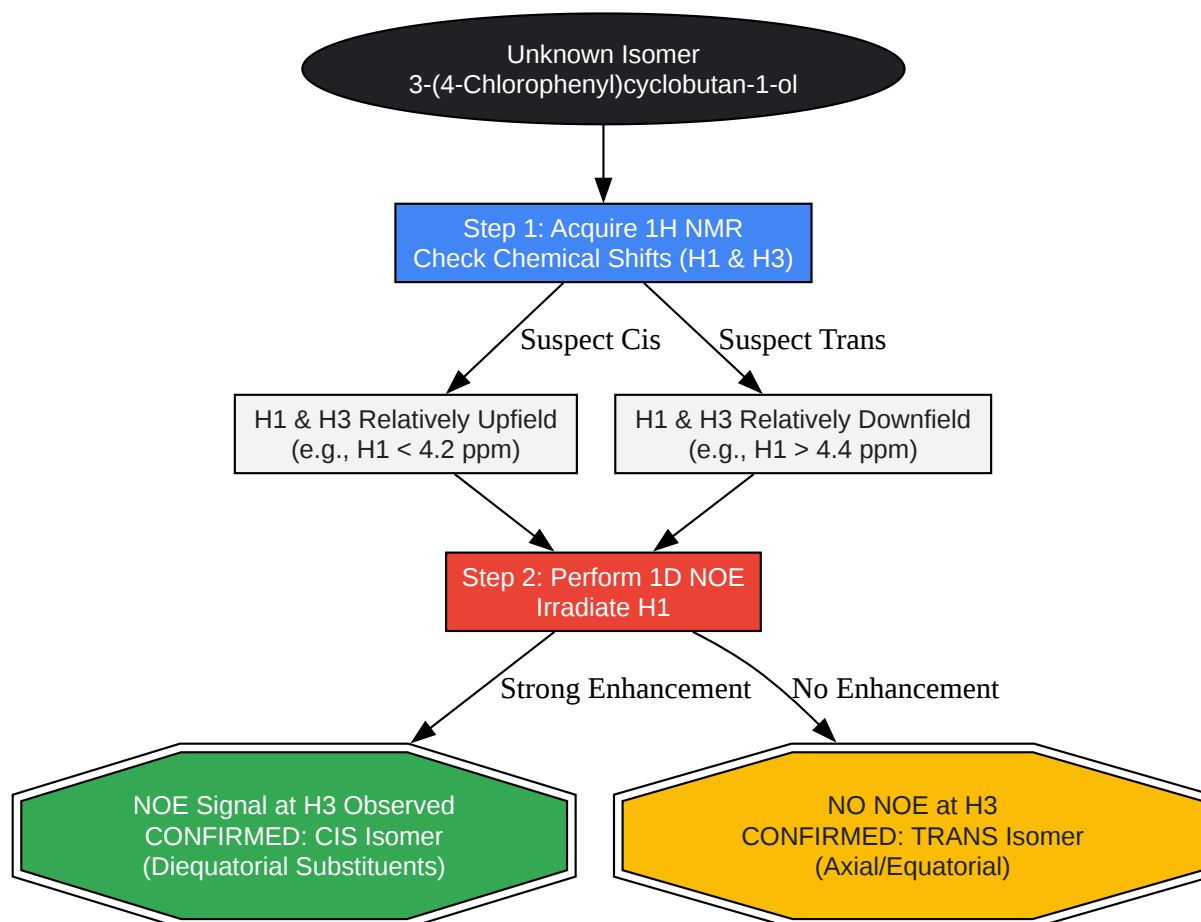 Unknown Isomer
3-(4-Chlorophenyl)cyclobutan-1-ol
Step 1: Acquire 1H NMR
Check Chemical Shifts (H1 & H3)
Suspect Cis
Suspect Trans
H1 & H3 Relatively Upfield
(e.g., H1 < 4.2 ppm)
H1 & H3 Relatively Downfield
(e.g., H1 > 4.4 ppm)
Step 2: Perform 1D NOE
Irradiate H1
Strong Enhancement
No Enhancement
NOE Signal at H3 Observed
CONFIRMED: CIS Isomer
(Diequatorial Substituents)
NO NOE at H3
CONFIRMED: TRANS Isomer
(Axial/Equatorial)